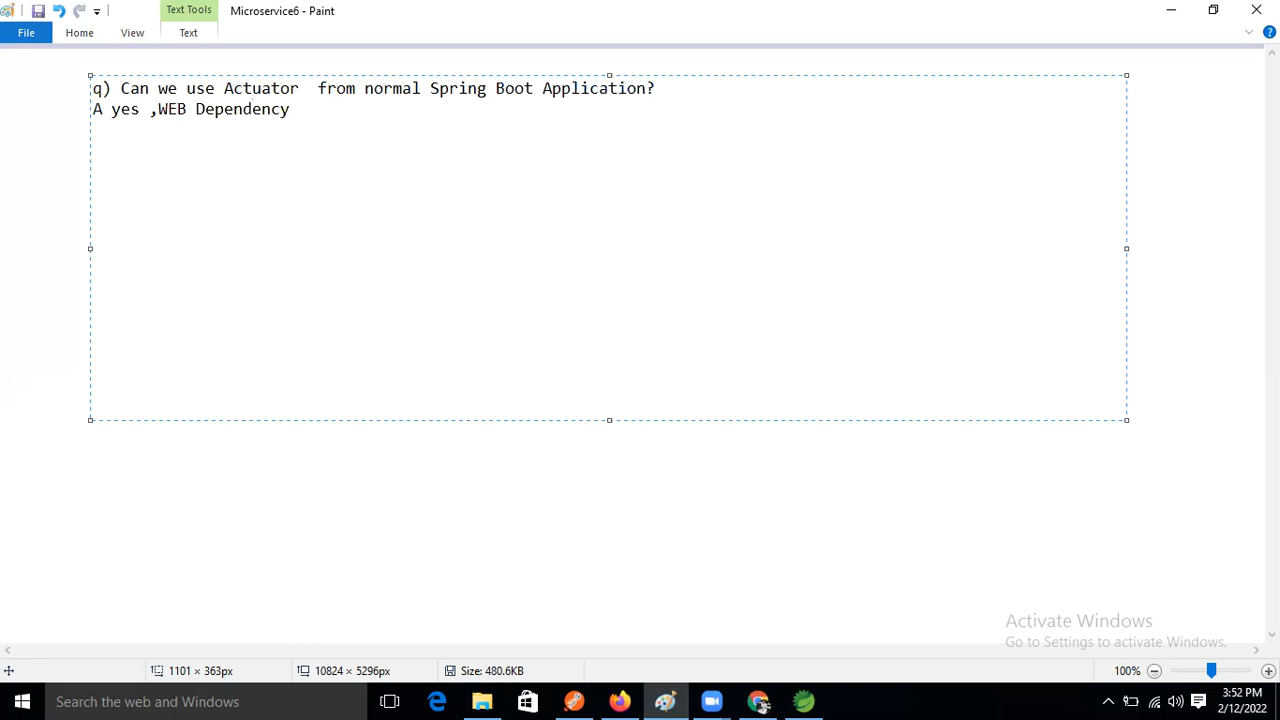 Text Tools
Microservice6 - Paint
File
Home
View
Text
q) Can we use Actuator  from normal Spring Boot Application?
A yes ,WEB Dependency
Activate Windows
Go to Settings to activate Windows.
1101 × 363px
10824 × 5296px
Size: 480.6KB
100%
Search the web and Windows
3:52 PM
2/12/2022